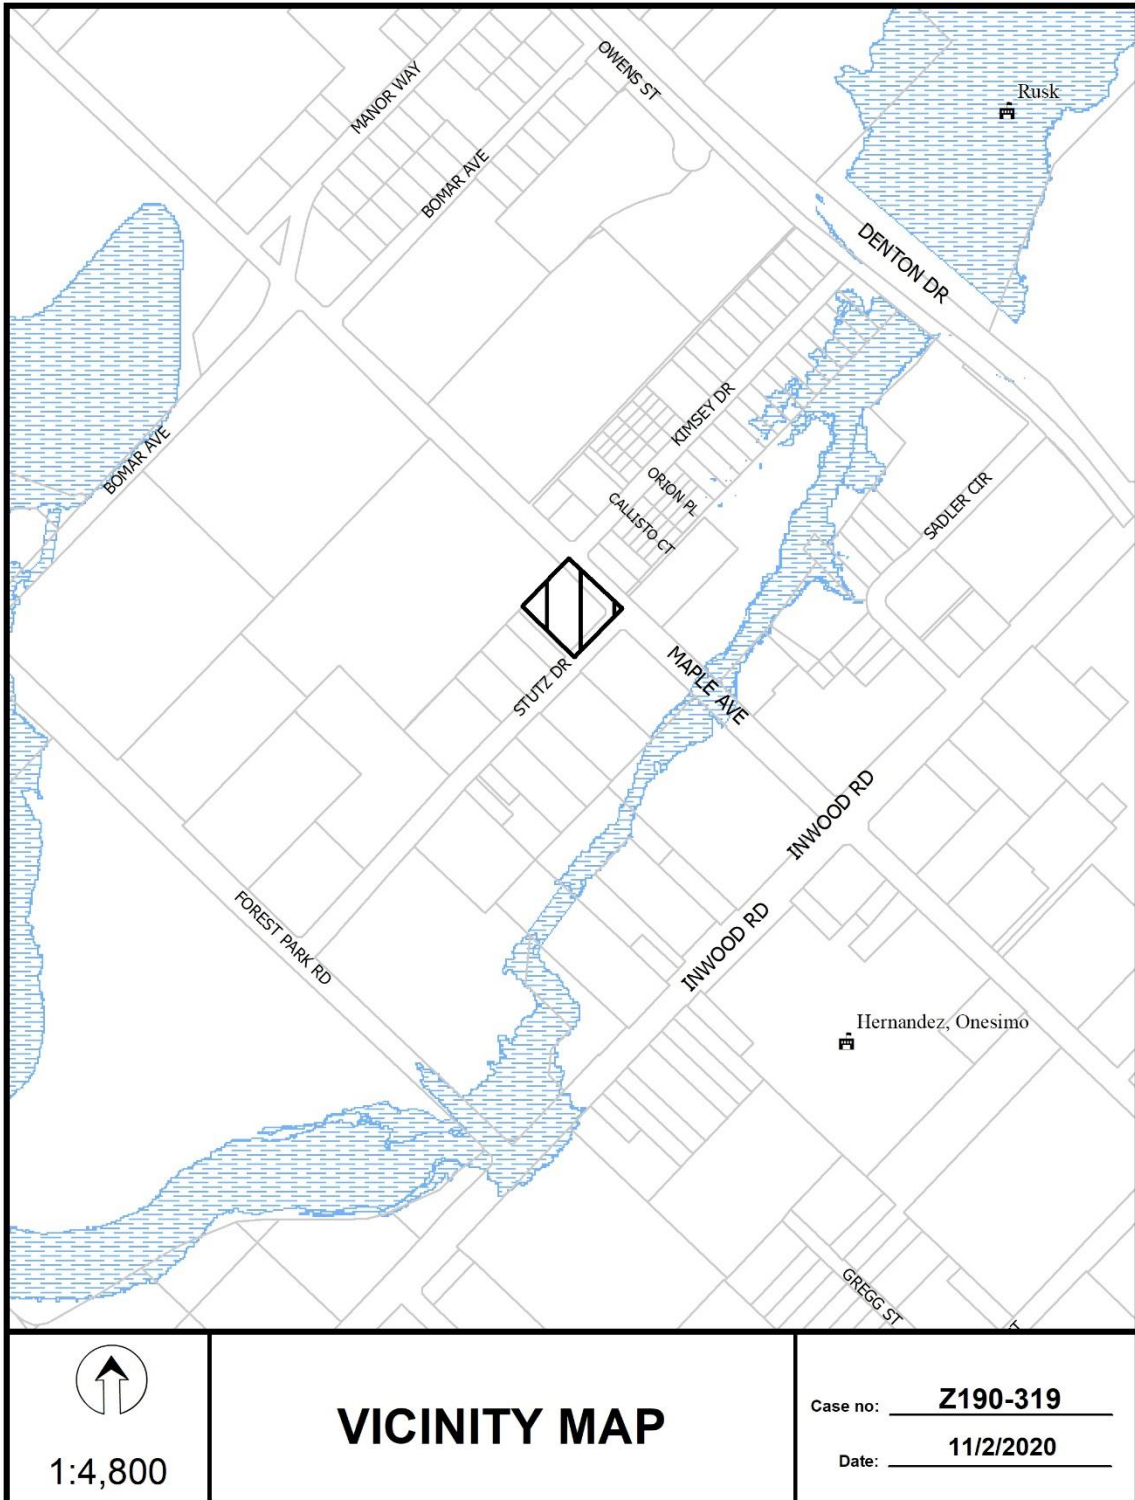 OWENS ST
MANOR WAY
Rusk
BOMAR AVE
DENTON DR
KIMSEY DR
BOMAR AVE
ORION PL
SADLER CIR
CALLISTO CT
MAPLE AVE
STUTZ DR
INWOOD RD
FOREST PARK RD
INWOOD RD
Hernandez, Onesimo
GREGG ST
1:4,800
VICINITY MAP
Case no: Z190-319
Date: 11/2/2020